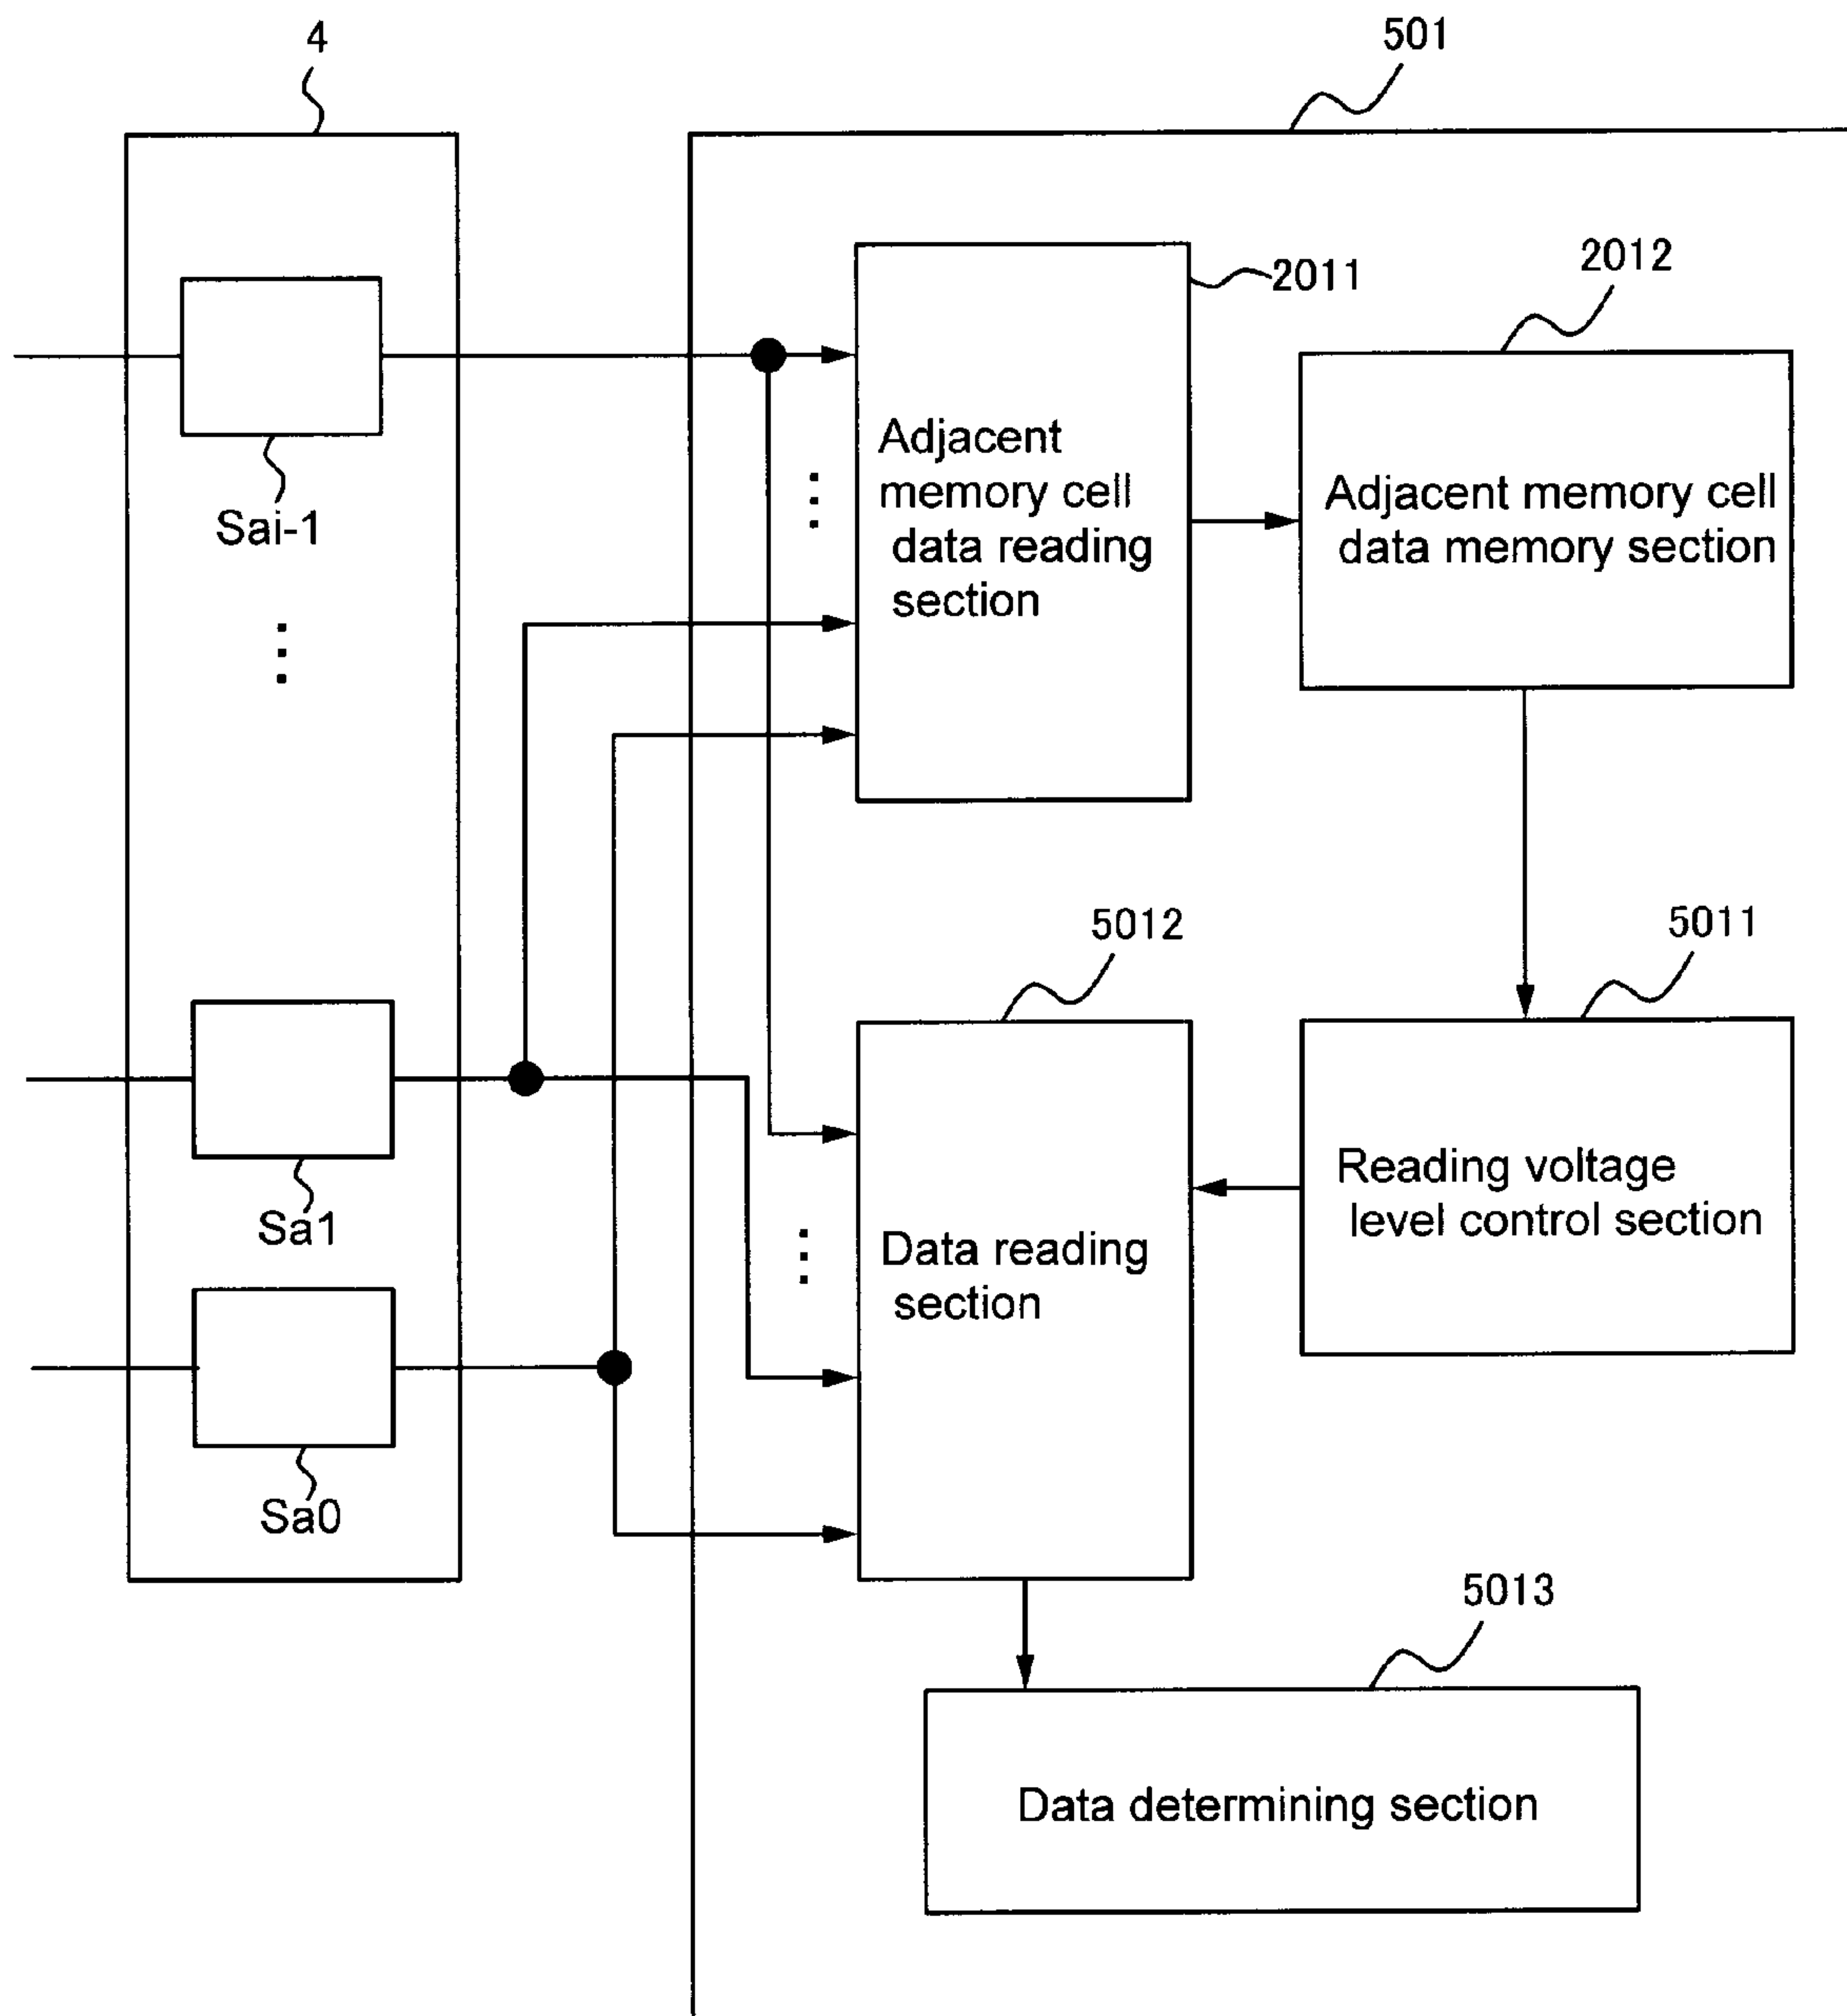 4
501
2011
2012
Sai-1
⋮
⋮
Adjacent
memory cell
data reading
section
Adjacent memory cell
data memory section
5012
5011
Sa1
⋮
Data reading
section
Reading voltage
level control section
Sa0
5013
Data determining section